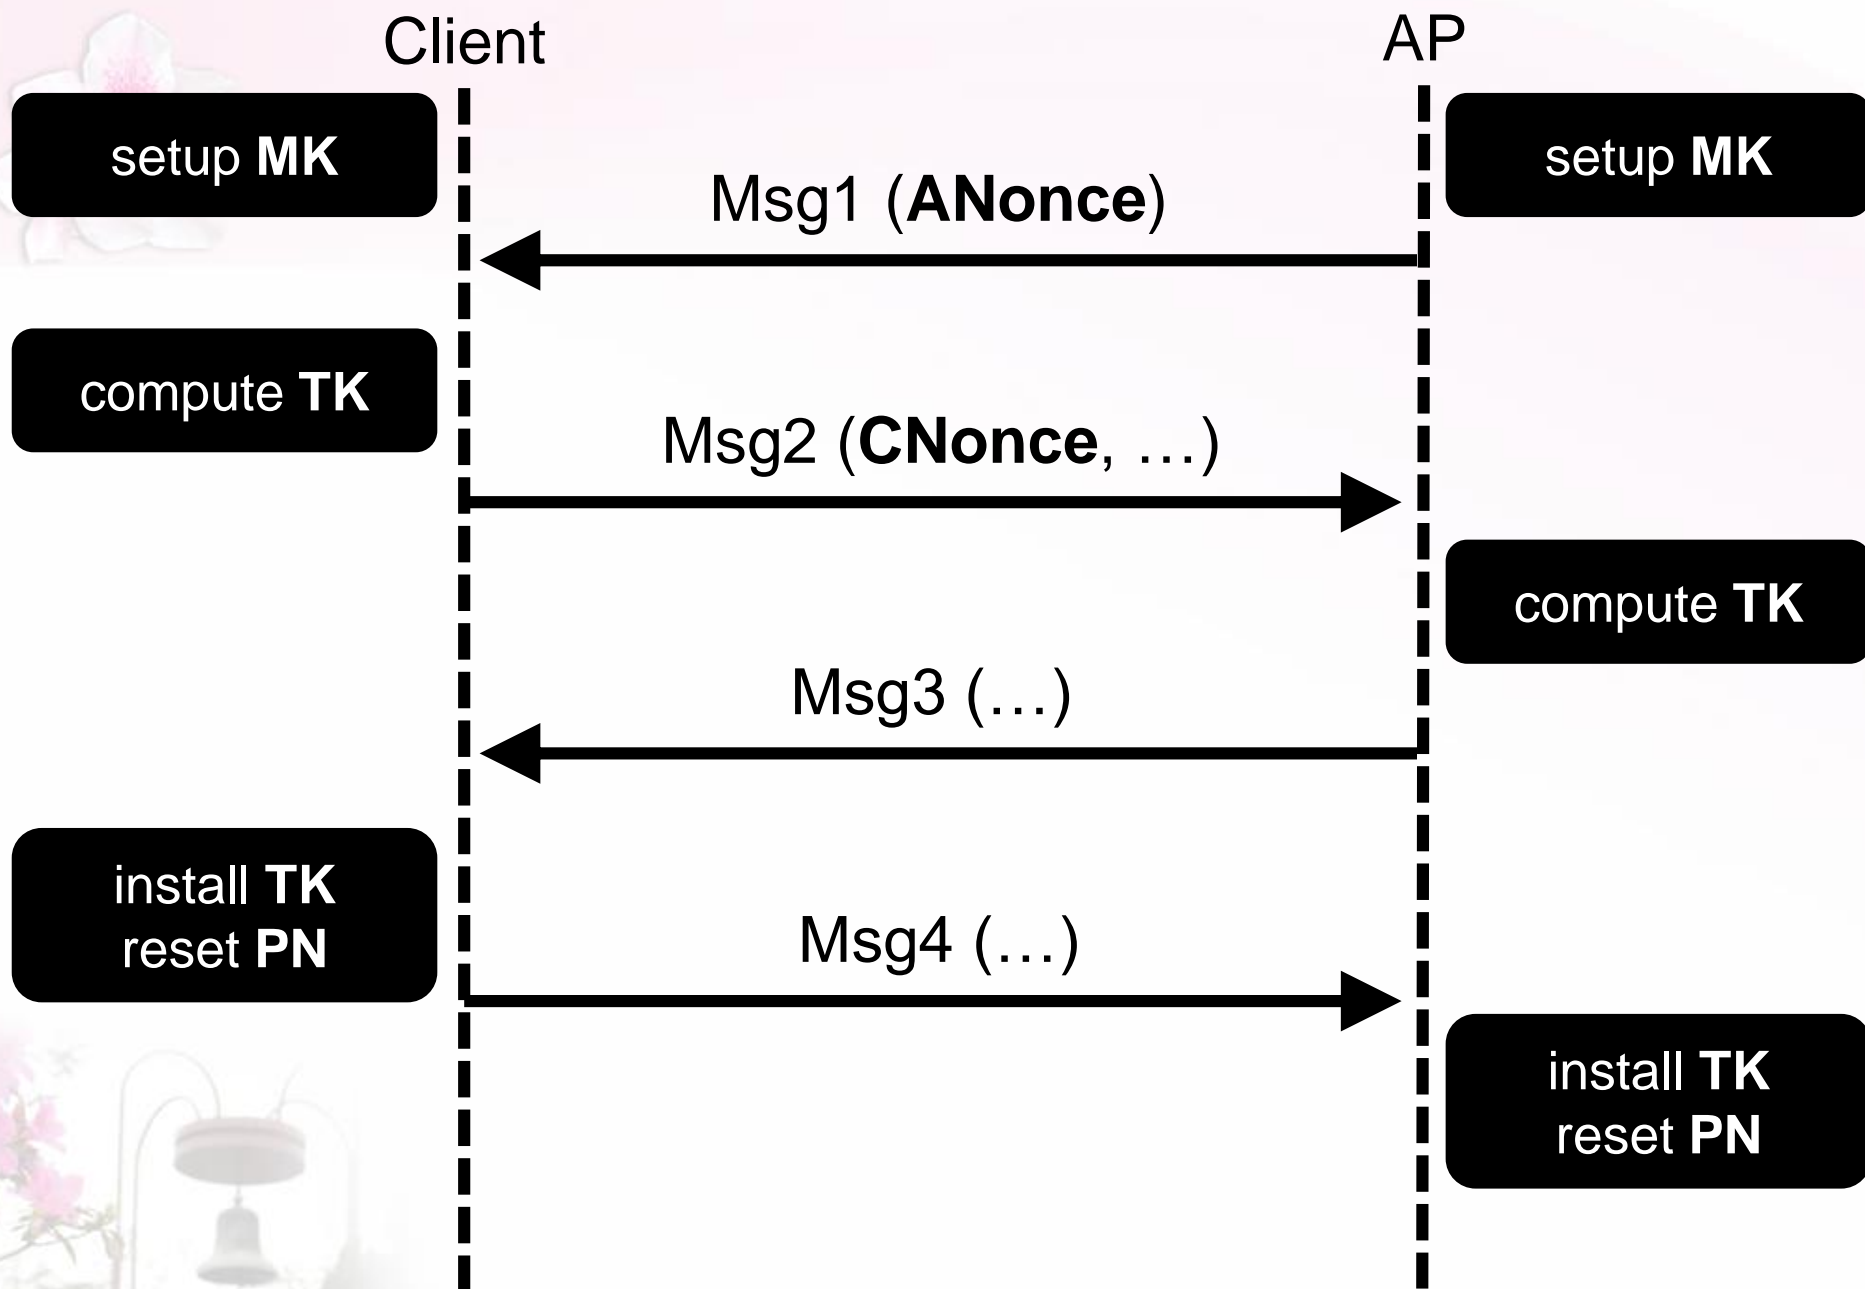 Client
AP
setup MK
setup MK
Msg1 (ANonce)
compute TK
Msg2 (CNonce, …)
compute TK
Msg3 (…)
install TK
reset PN
Msg4 (…)
install TK
reset PN